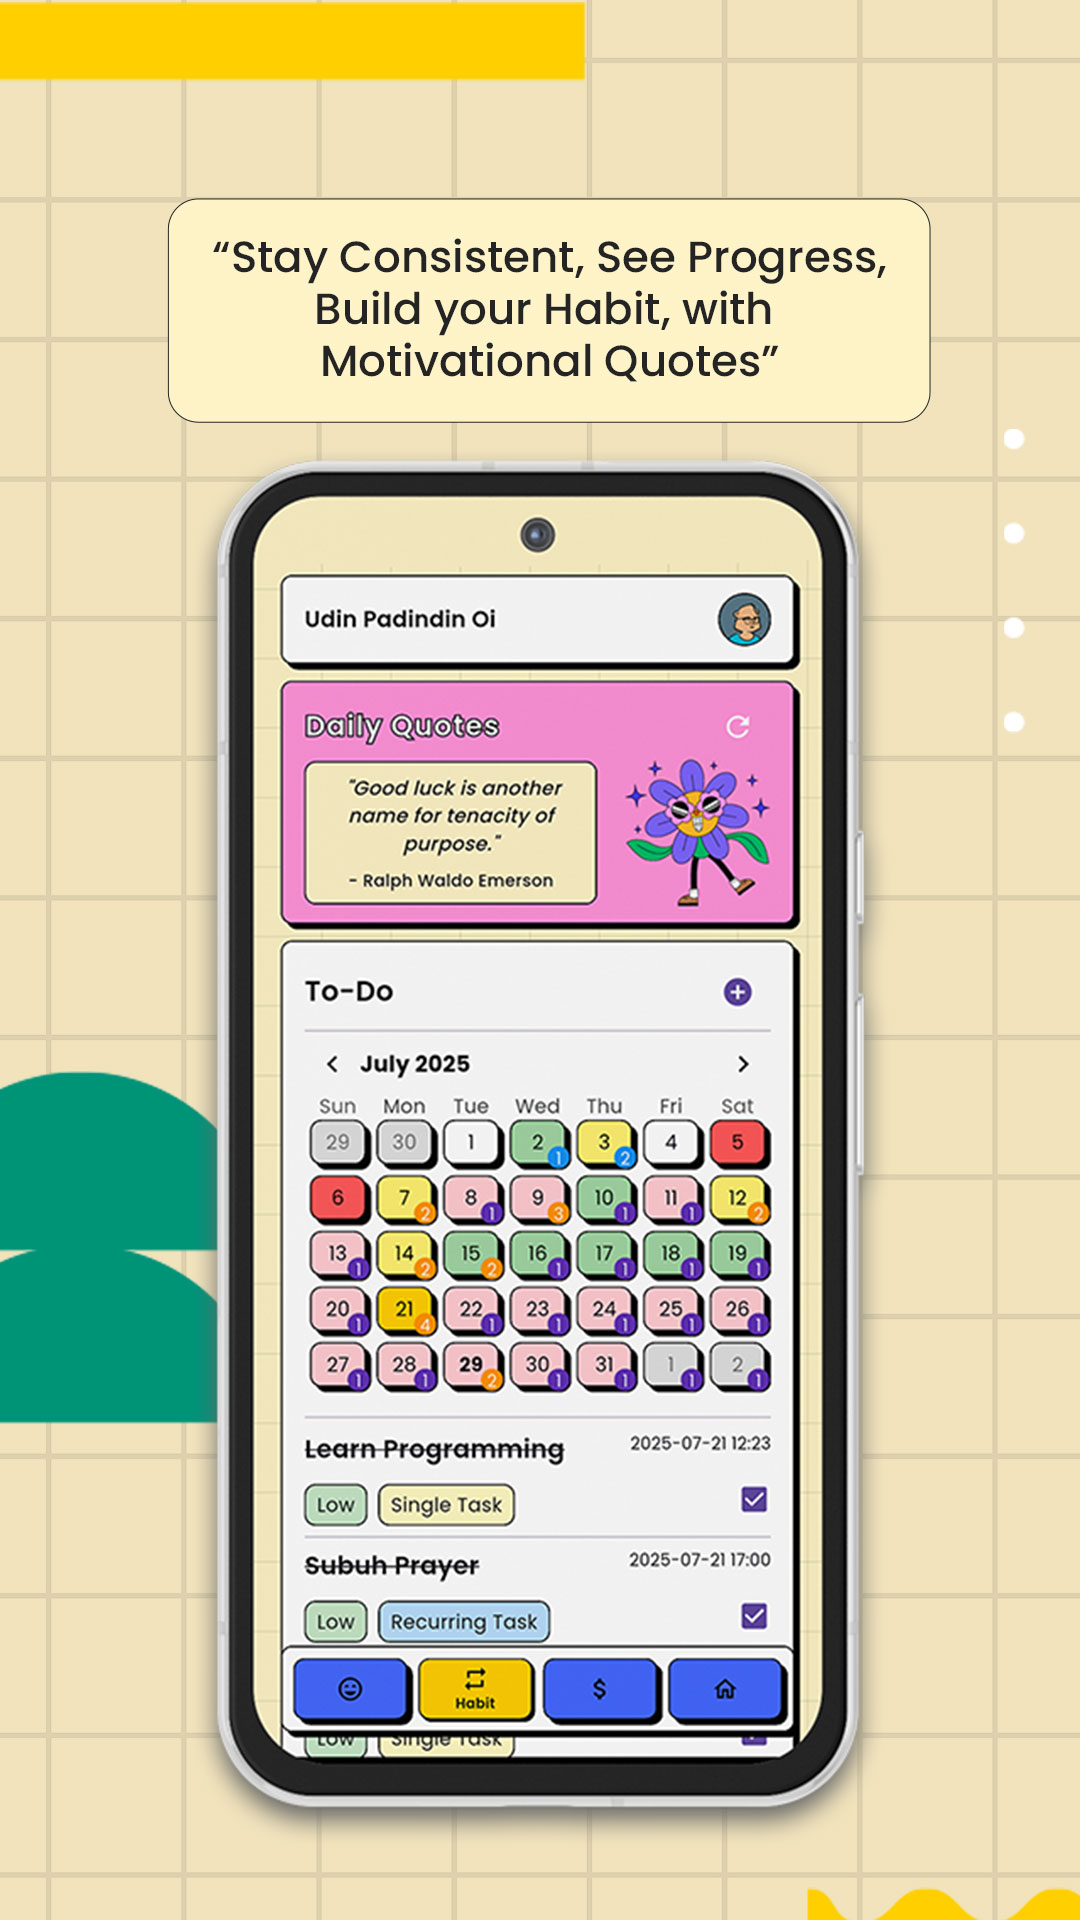 “Stay Consistent, See Progress,
Build your Habit, with
Motivational Quotes”
Udin Padindin Oi
Daily Quotes
"Good luck is another
name for tenacity of
purpose."
- Ralph Waldo Emerson
To-Do
July 2025
Sun Mon Tue Wed Thu Fri Sat
29 30 1 2 1 3 2 4 5
6 7 2 8 1 9 3 10 1 11 1 12 2
13 1 14 2 15 2 16 1 17 1 18 1 19 1
20 1 21 4 22 1 23 1 24 1 25 1 26 1
27 1 28 1 29 2 30 1 31 1 1 1 2 1
Learn Programming 2025-07-21 12:23
Low Single Task
Subuh Prayer 2025-07-21 17:00
Low Recurring Task
$
Habit
Low Single Task